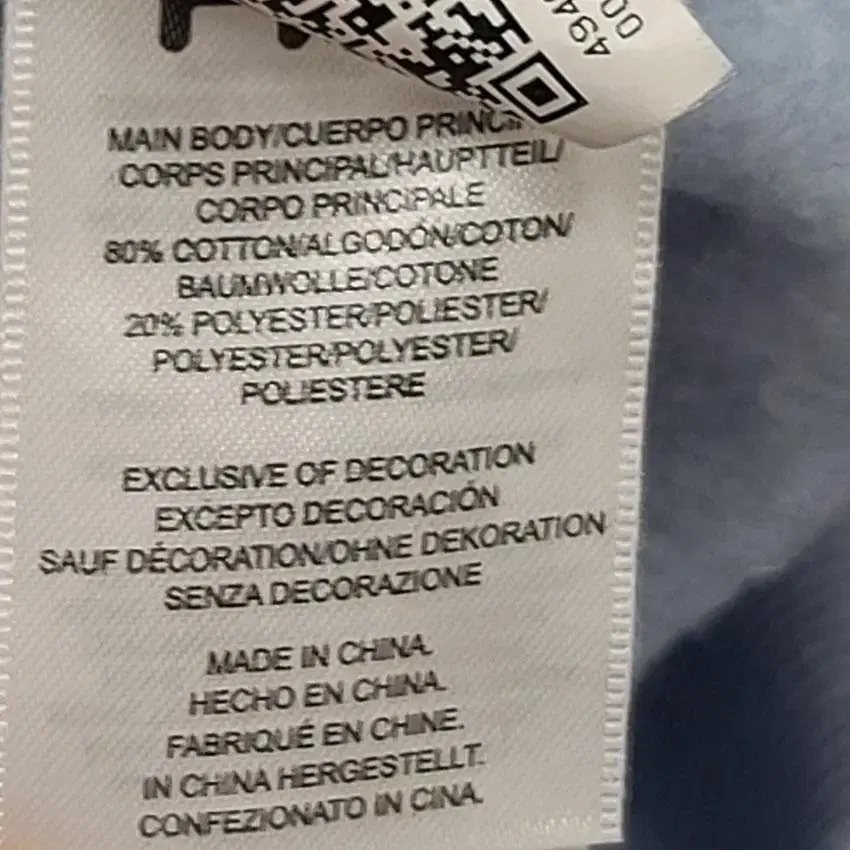 494
00
MAIN BODY/CUERPO
CORPS PRINCIPAL/HAUPTTEIL/
CORPO PRINCIPALE
80% COTTON/ALGODÓN/COTON/
BAUMWOLLE/COTONE
20% POLYESTER/POLIESTER/
POLYESTER/POLYESTER/
POLIESTERE
EXCLUSIVE OF DECORATION
EXCEPTO DECORACIÓN
SAUF DÉCORATION/OHNE DEKORATION
SENZA DECORAZIONE
MADE IN CHINA.
HECHO EN CHINA.
FABRIQUÉ EN CHINE.
IN CHINA HERGESTELLT.
CONFEZIONATO IN CINA.